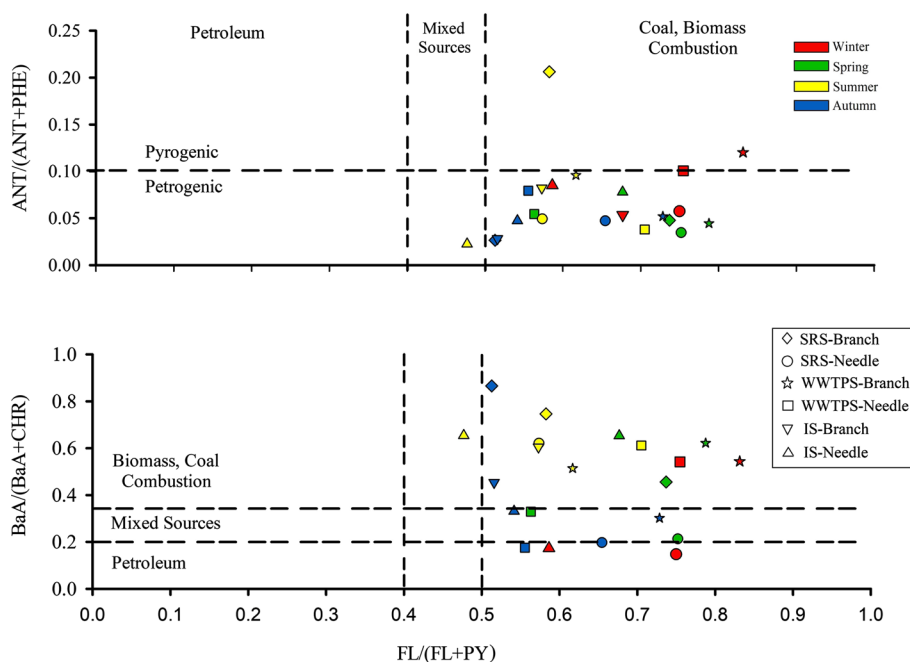 Petroleum
Mixed
Sources
Coal, Biomass
Combustion
Winter
Spring
Summer
Autumn
0.25
0.20
0.15
0.10
0.05
0.00
ANT/(ANT+PHE)
Pyrogenic
Petrogenic
SRS-Branch
SRS-Needle
WWTPS-Branch
WWTPS-Needle
IS-Branch
IS-Needle
1.0
0.8
0.6
0.4
0.2
0.0
BaA/(BaA+CHR)
Biomass, Coal
Combustion
Mixed Sources
Petroleum
0.0 0.1 0.2 0.3 0.4 0.5 0.6 0.7 0.8 0.9 1.0
FL/(FL+PY)